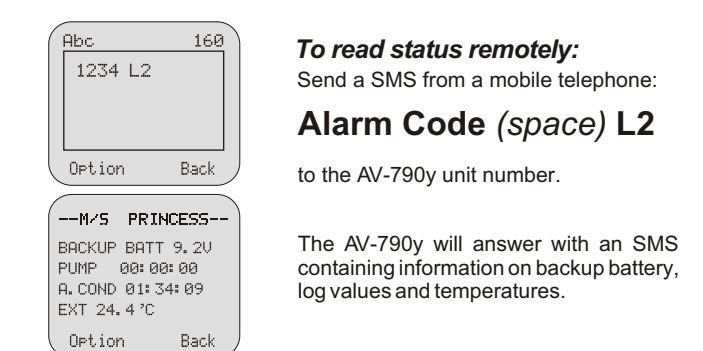 Abc 160
1234 L2
Option Back
To read status remotely:
Send a SMS from a mobile telephone:
Alarm Code (space) L2
to the AV-790y unit number.
--M/S PRINCESS--
BACKUP BATT 9.2V
PUMP 00:00:00
A.COND 01:34:09
EXT 24.4°C
Option Back
The AV-790y will answer with an SMS
containing information on backup battery,
log values and temperatures.